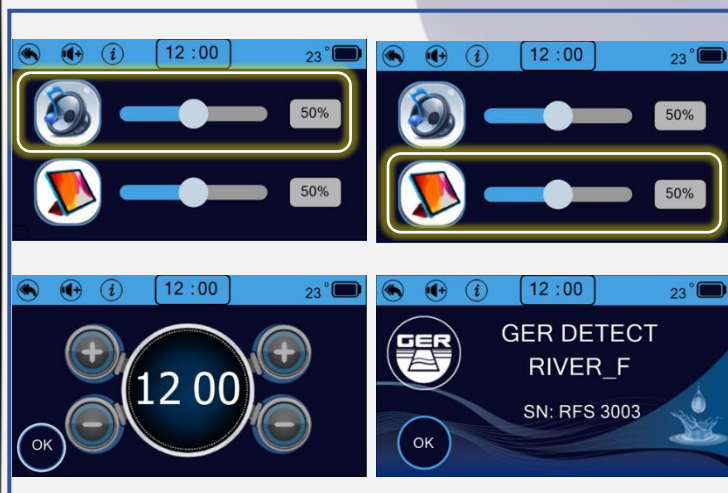 12 :00
23°
50%
50%
12 :00
23°
50%
50%
12 :00
23°
12 00
OK
12 :00
23°
GER
GER DETECT
RIVER_F
SN: RFS 3003
OK